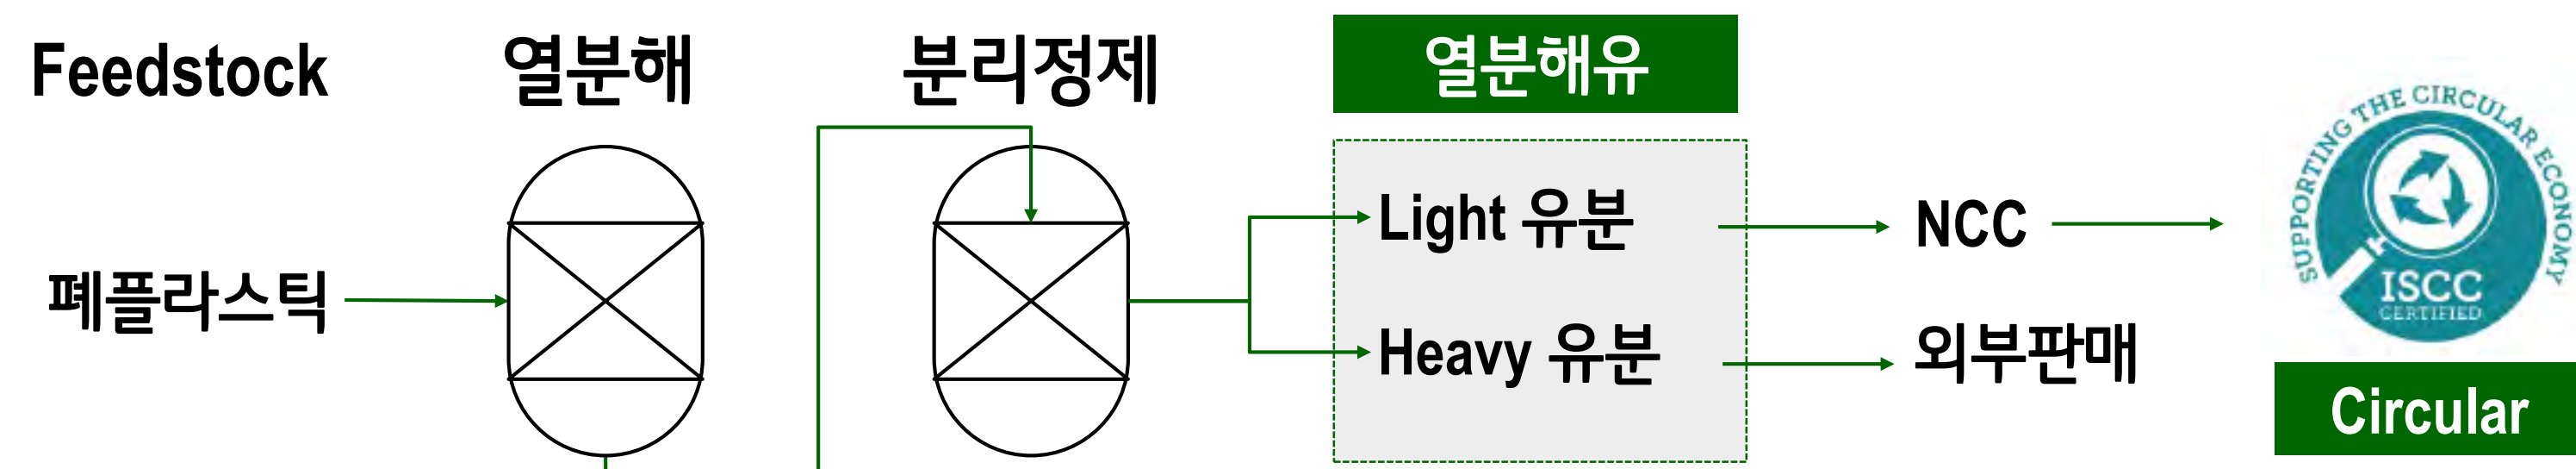 Feedstock
열분해
분리정제
열분해유
폐플라스틱
Light 유분
Heavy 유분
NCC
외부판매
SUPPORTING THE CIRCULAR ECONOMY
ISCC
CERTIFIED
Circular